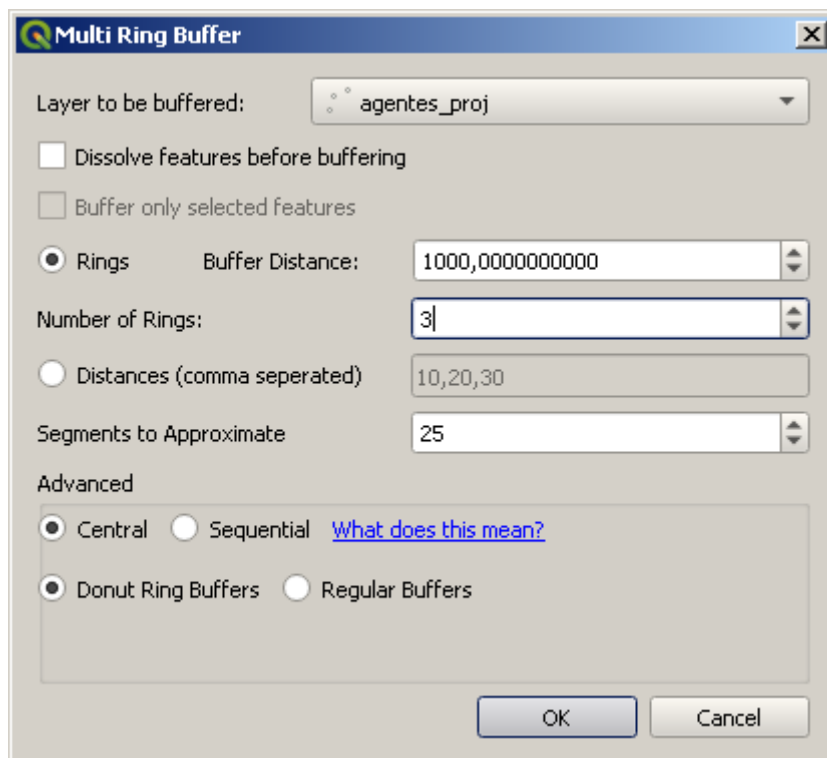 Multi Ring Buffer
Layer to be buffered: agentes_proj
Dissolve features before buffering
Buffer only selected features
Rings Buffer Distance: 1000,0000000000
Number of Rings: 3
Distances (comma seperated) 10,20,30
Segments to Approximate 25
Advanced
Central Sequential What does this mean?
Donut Ring Buffers Regular Buffers
OK Cancel